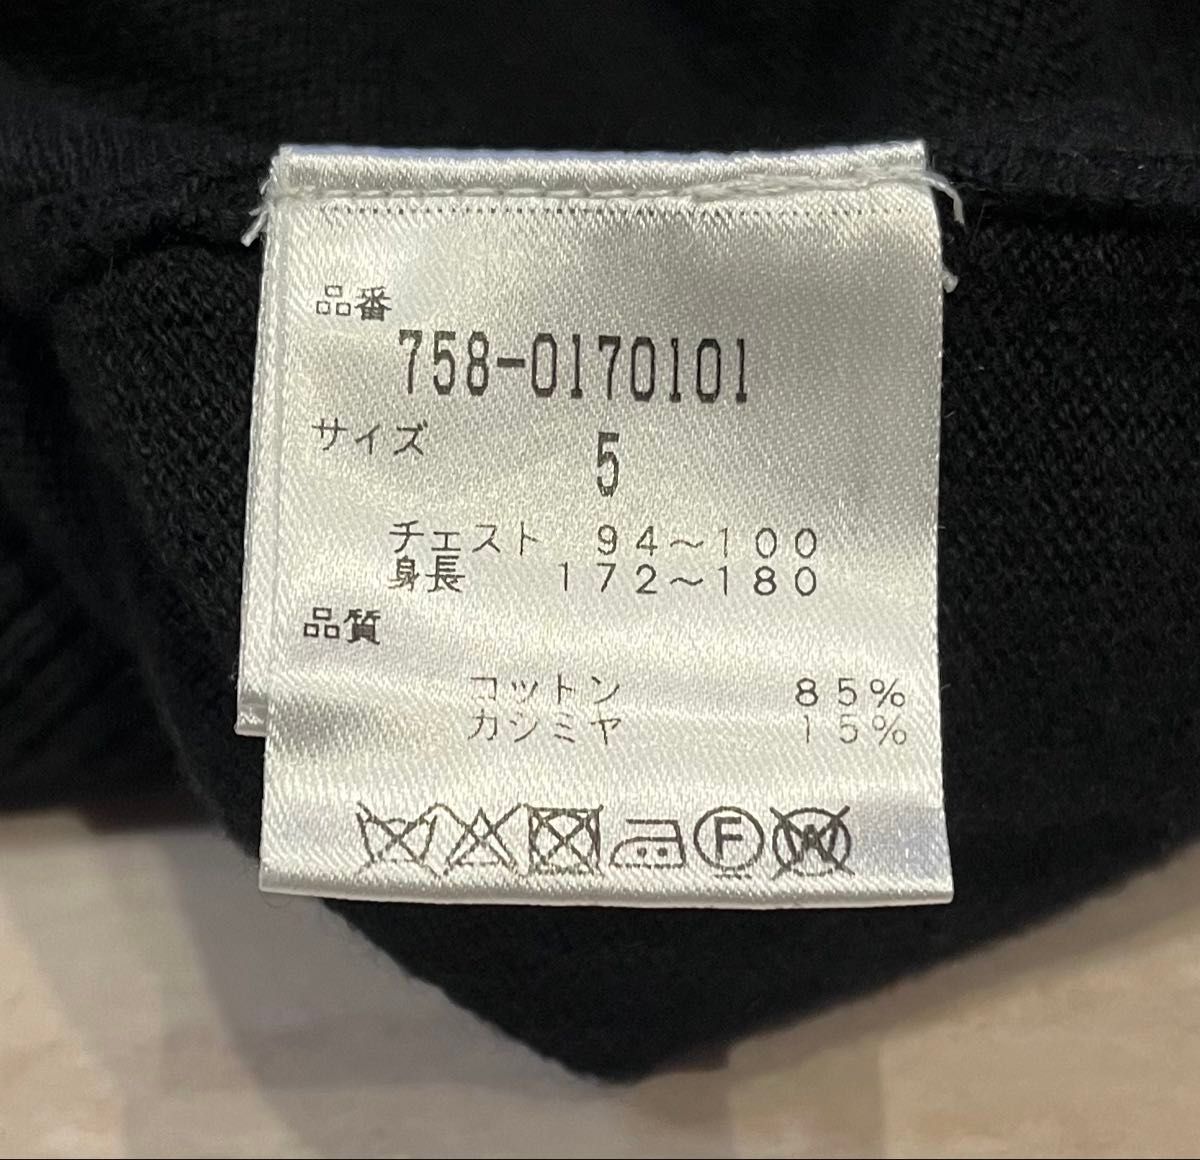 品番
758-0170101
サイズ 5
チェスト 94～100
身長 172～180
品質
コットン 85%
カシミヤ 15%
F W